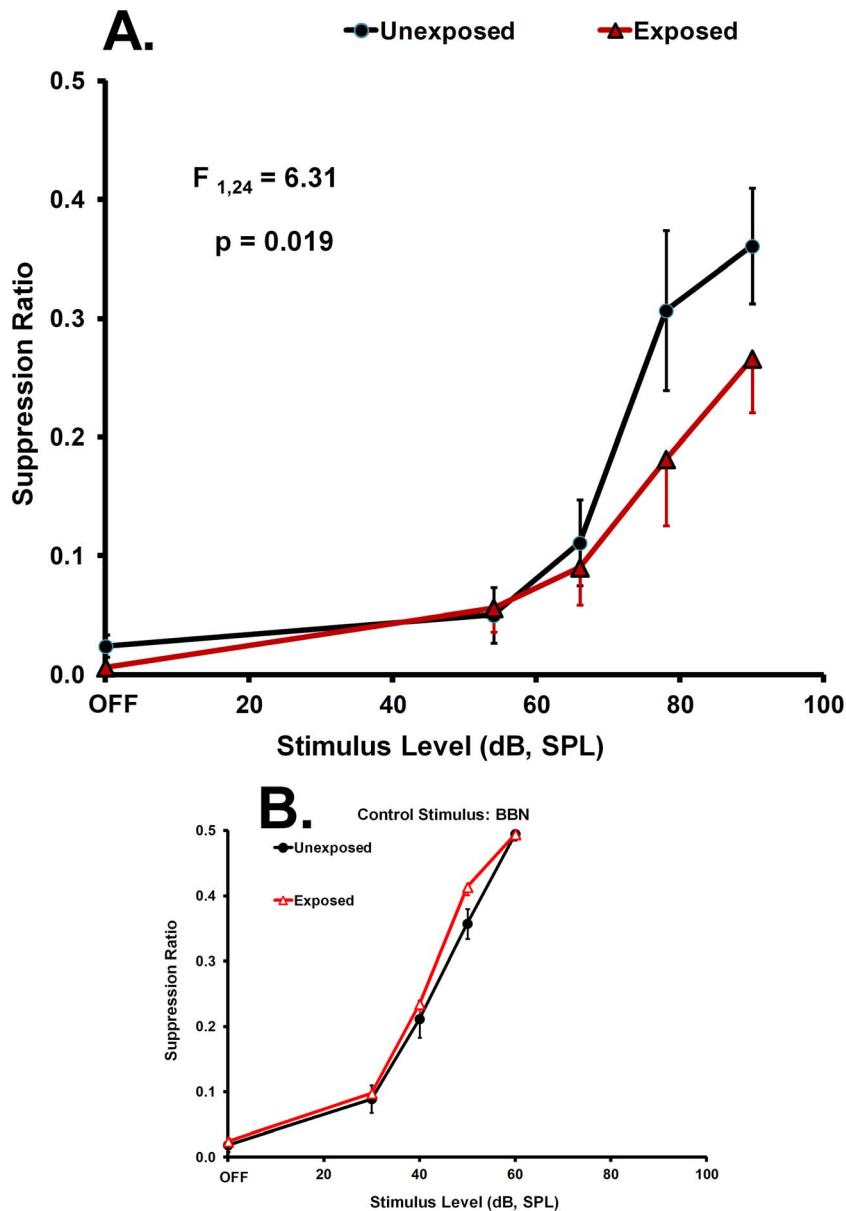 A.
Unexposed
Exposed
0.5
0.4
0.3
0.2
0.1
0.0
Suppression Ratio
F 1,24 = 6.31
p = 0.019
OFF 20 40 60 80 100
Stimulus Level (dB, SPL)
B.
Control Stimulus: BBN
Unexposed
Exposed
0.5
0.4
0.3
0.2
0.1
0.0
Suppression Ratio
OFF 20 40 60 80 100
Stimulus Level (dB, SPL)